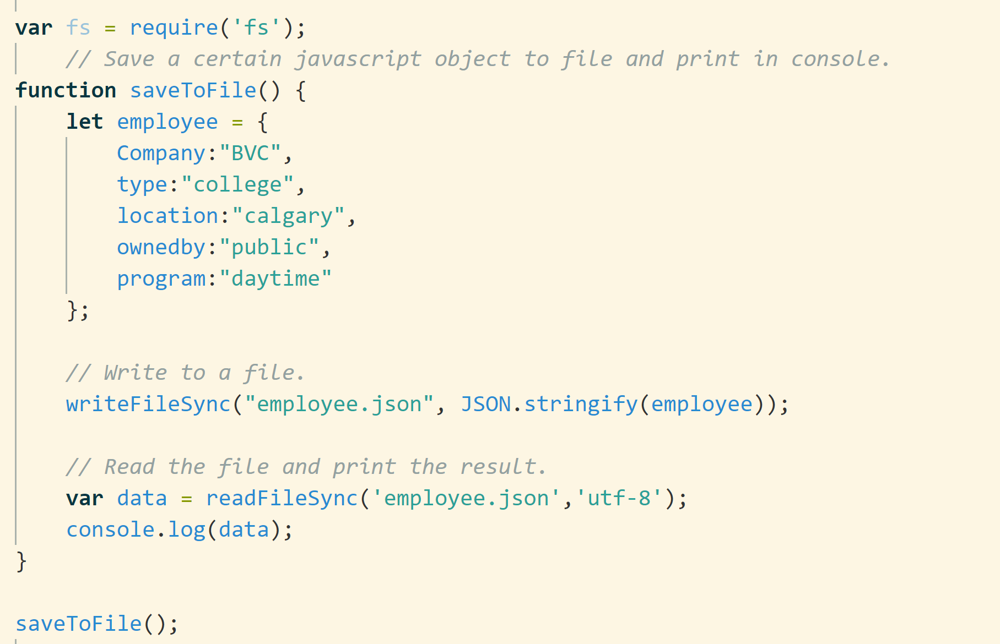 var fs = require('fs');
    // Save a certain javascript object to file and print in console.
function saveToFile() {
    let employee = {
        Company:"BVC",
        type:"college",
        location:"calgary",
        ownedby:"public",
        program:"daytime"
    };

    // Write to a file.
    writeFileSync("employee.json", JSON.stringify(employee));

    // Read the file and print the result.
    var data = readFileSync('employee.json','utf-8');
    console.log(data);
}

saveToFile();